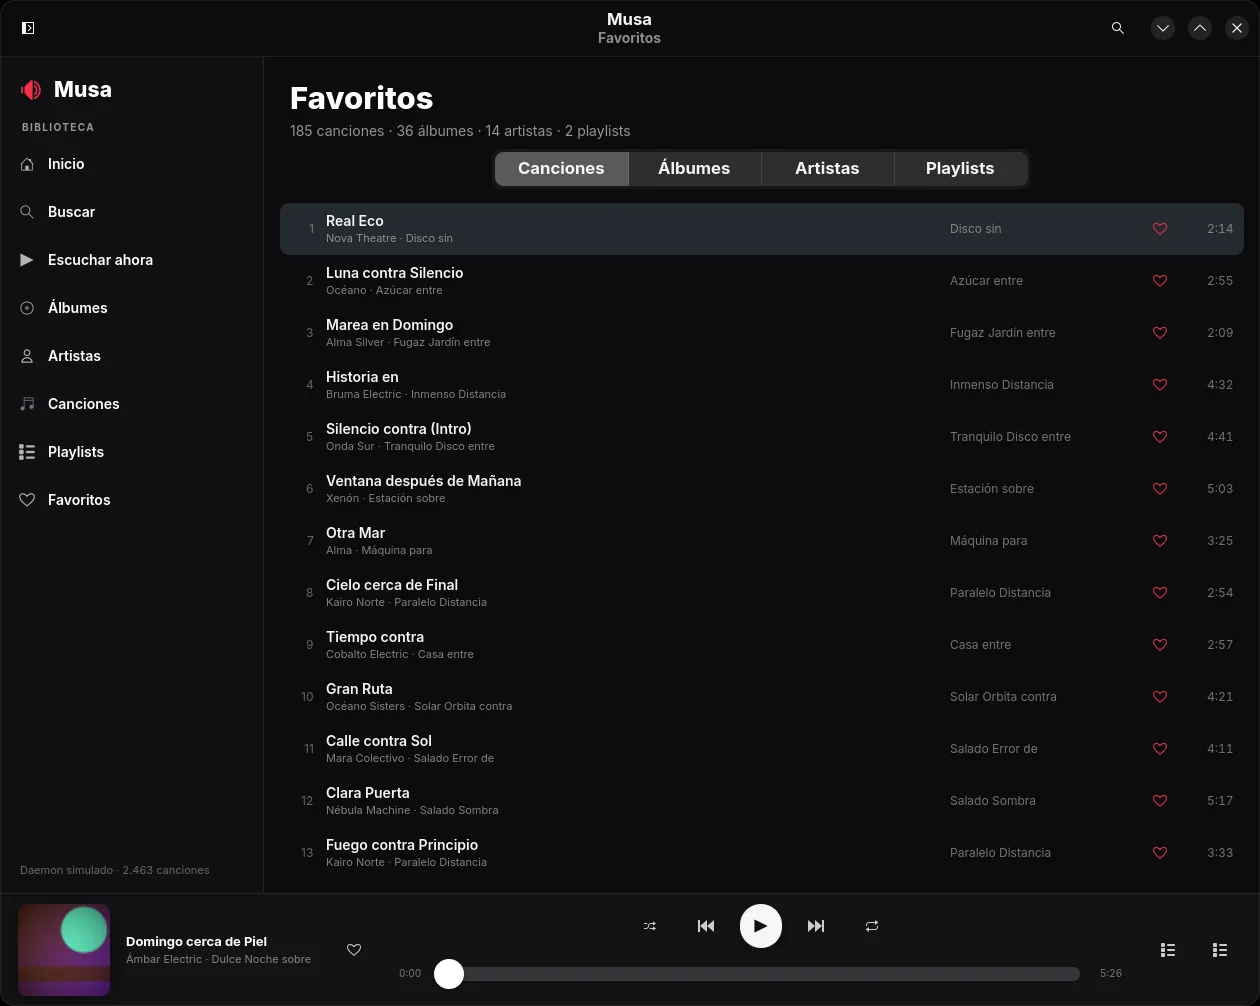 Musa
Favoritos
Musa
BIBLIOTECA
Inicio
Buscar
Escuchar ahora
Álbumes
Artistas
Canciones
Playlists
Favoritos
Daemon simulado · 2.463 canciones
Favoritos
185 canciones · 36 álbumes · 14 artistas · 2 playlists
Canciones Álbumes Artistas Playlists
1 Real Eco Disco sin 2:14
Nova Theatre · Disco sin
2 Luna contra Silencio Azúcar entre 2:55
Océano · Azúcar entre
3 Marea en Domingo Fugaz Jardín entre 2:09
Alma Silver · Fugaz Jardín entre
4 Historia en Inmenso Distancia 4:32
Bruma Electric · Inmenso Distancia
5 Silencio contra (Intro) Tranquilo Disco entre 4:41
Onda Sur · Tranquilo Disco entre
6 Ventana después de Mañana Estación sobre 5:03
Xenón · Estación sobre
7 Otra Mar Máquina para 3:25
Alma · Máquina para
8 Cielo cerca de Final Paralelo Distancia 2:54
Kairo Norte · Paralelo Distancia
9 Tiempo contra Casa entre 2:57
Cobalto Electric · Casa entre
10 Gran Ruta Solar Orbita contra 4:21
Océano Sisters · Solar Orbita contra
11 Calle contra Sol Salado Error de 4:11
Mara Colectivo · Salado Error de
12 Clara Puerta Salado Sombra 5:17
Nébula Machine · Salado Sombra
13 Fuego contra Principio Paralelo Distancia 3:33
Kairo Norte · Paralelo Distancia
Domingo cerca de Piel
Ámbar Electric · Dulce Noche sobre
0:00 5:26